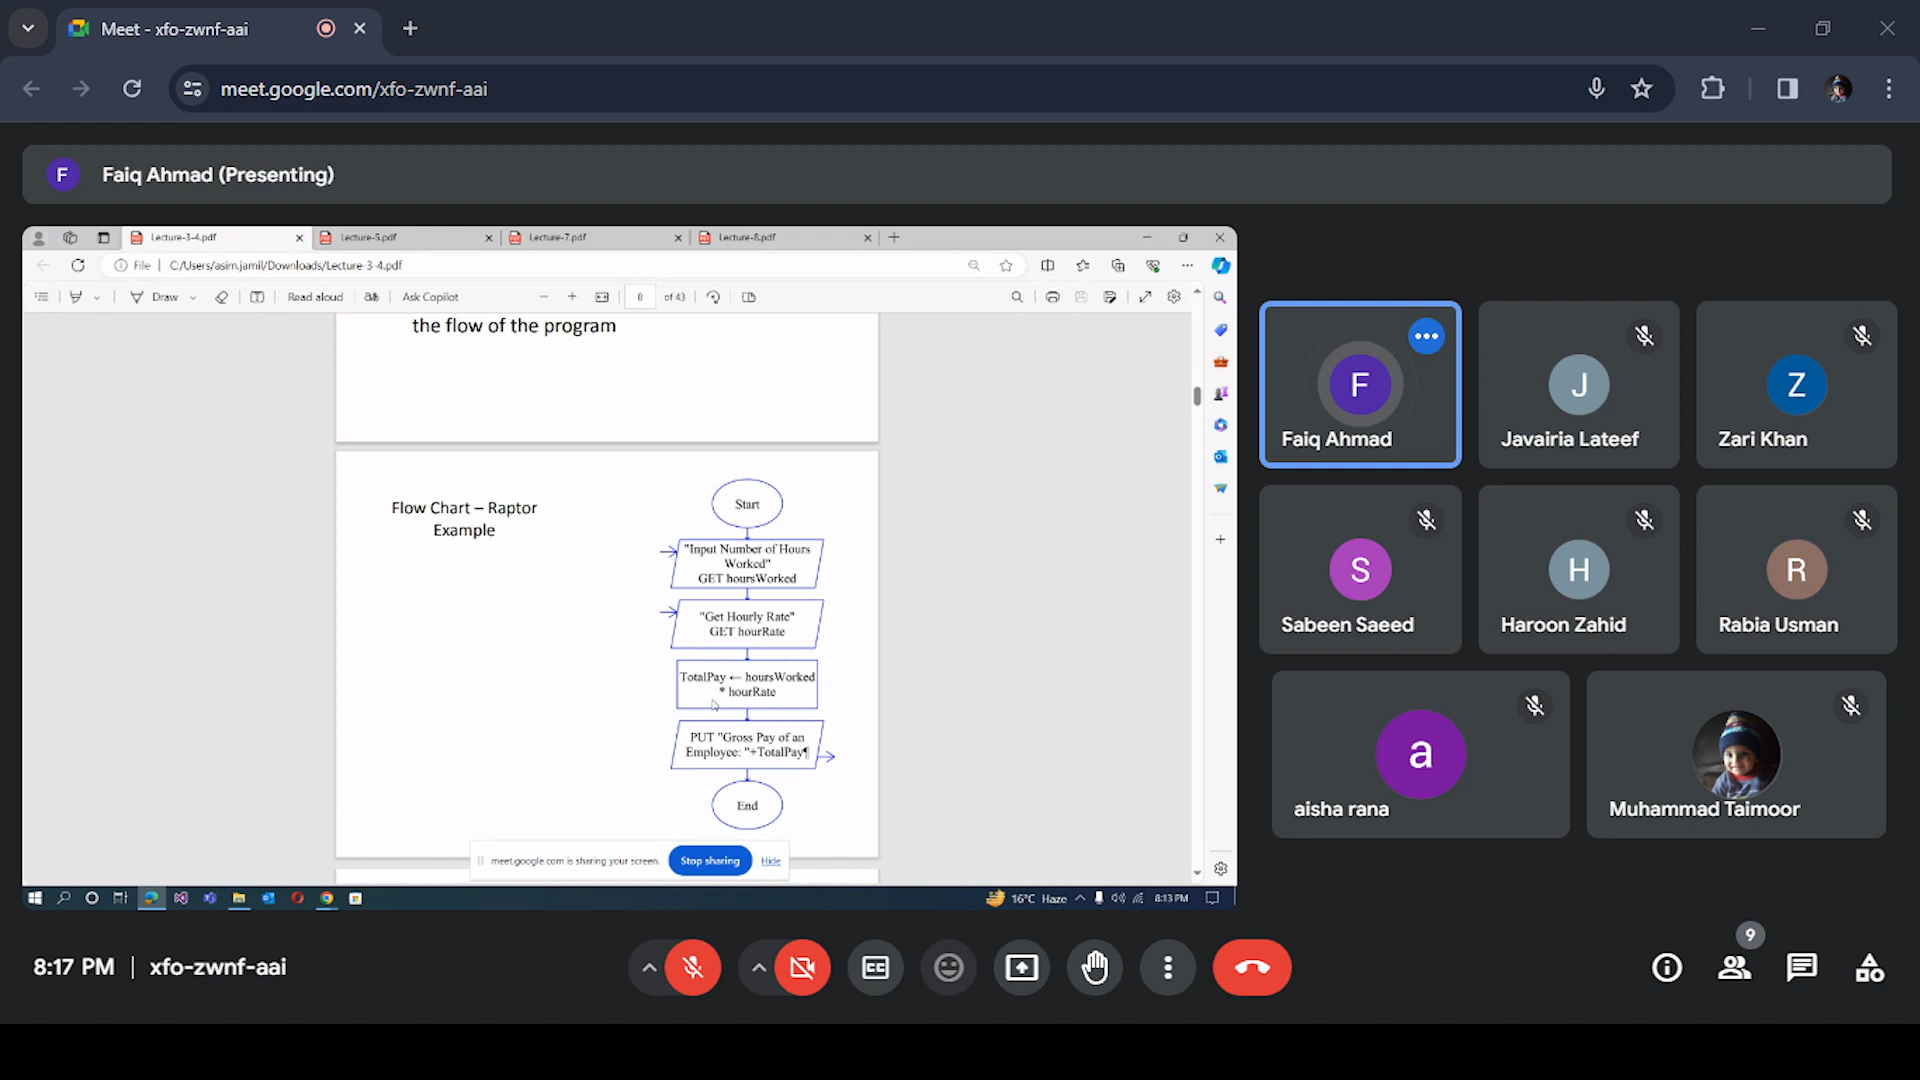 Meet - xfo-zwnf-aai
meet.google.com/xfo-zwnf-aai
F Faiq Ahmad (Presenting)
Lecture-3-4.pdf
Lecture-5.pdf
Lecture-7.pdf
Lecture-8.pdf
File | C:/Users/asim.jamil/Downloads/Lecture-3-4.pdf
Draw
Read aloud
Ask Copilot
8 of 43
the flow of the program
Flow Chart – Raptor
Example
Start
"Input Number of Hours
Worked"
GET hoursWorked
"Get Hourly Rate"
GET hourRate
TotalPay ← hoursWorked
* hourRate
PUT "Gross Pay of an
Employee: "+TotalPay¶
End
meet.google.com is sharing your screen.
Stop sharing
Hide
16°C Haze
8:13 PM
F
Faiq Ahmad
J
Javairia Lateef
Z
Zari Khan
S
Sabeen Saeed
H
Haroon Zahid
R
Rabia Usman
a
aisha rana
Muhammad Taimoor
8:17 PM | xfo-zwnf-aai
CC
9